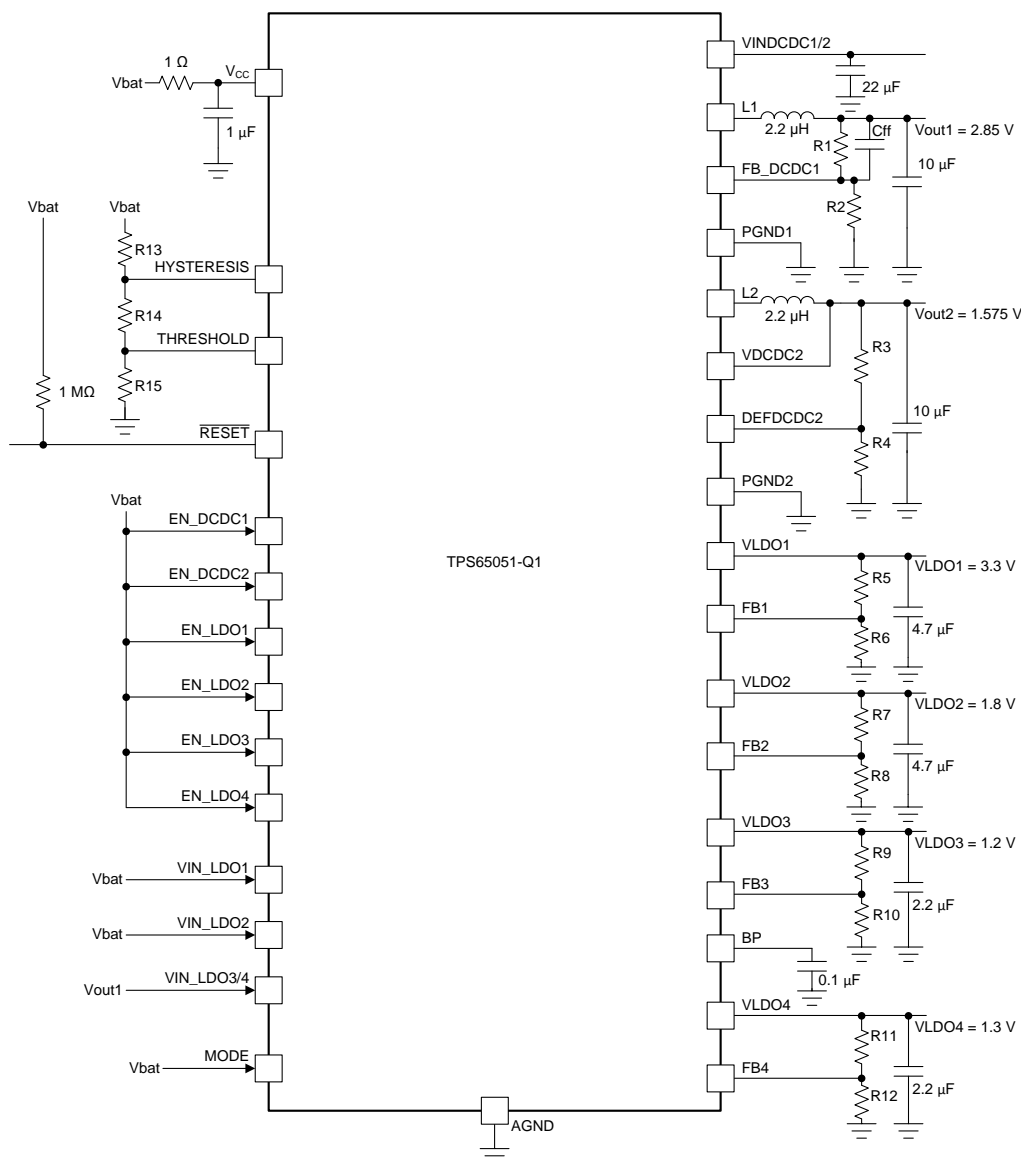 1 Ω
Vbat
VCC
1 µF
Vbat
Vbat
R13
HYSTERESIS
R14
THRESHOLD
R15
1 MΩ
RESET
Vbat
EN_DCDC1
EN_DCDC2
EN_LDO1
EN_LDO2
EN_LDO3
EN_LDO4
Vbat
VIN_LDO1
Vbat
VIN_LDO2
Vout1
VIN_LDO3/4
Vbat
MODE
TPS65051-Q1
AGND
VINDCDC1/2
22 µF
L1
2.2 µH
R1
Cff
Vout1 = 2.85 V
10 µF
FB_DCDC1
R2
PGND1
L2
2.2 µH
Vout2 = 1.575 V
R3
VDCDC2
10 µF
DEFDCDC2
R4
PGND2
VLDO1
VLDO1 = 3.3 V
R5
FB1
4.7 µF
R6
VLDO2
VLDO2 = 1.8 V
R7
FB2
4.7 µF
R8
VLDO3
VLDO3 = 1.2 V
R9
FB3
2.2 µF
R10
BP
0.1 µF
VLDO4
VLDO4 = 1.3 V
R11
FB4
2.2 µF
R12